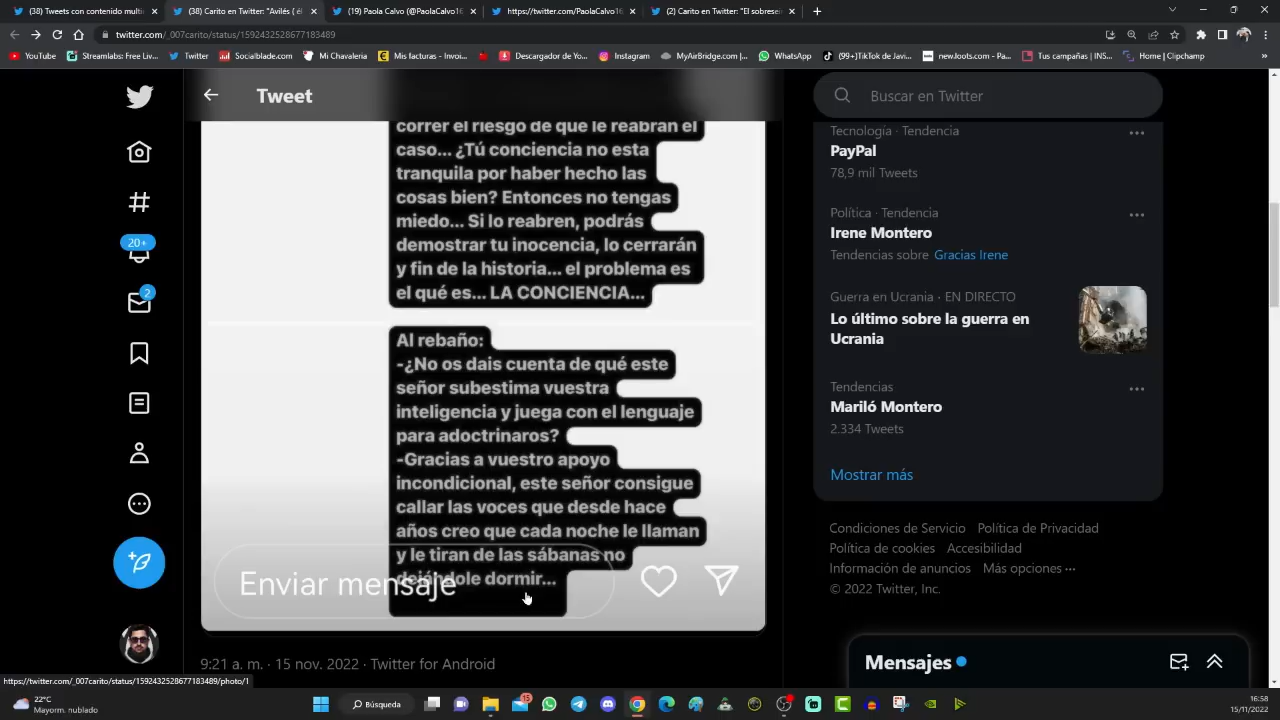 (38) Tweets con contenido multi
(38) Carito en Twitter: "Avilés ( él
(19) Paola Calvo (@PaolaCalvo16
https://twitter.com/PaolaCalvo16
(2) Carito en Twitter: "El sobresei
twitter.com/_007carito/status/1592432528677183489
YouTube
Streamlabs: Free Liv...
Twitter
Socialblade.com
Mi Chavaleria
Mis facturas - Invo...
Descargador de Yo...
Instagram
MyAirBridge.com |...
WhatsApp
(99+)TikTok de Javi...
new.loots.com - Pa...
Tus campañas | INS...
Home | Clipchamp
Tweet
Buscar en Twitter
correr el riesgo de que le reabran el
caso... ¿Tú conciencia no esta
tranquila por haber hecho las
cosas bien? Entonces no tengas
miedo... Si lo reabren, podrás
demostrar tu inocencia, lo cerrarán
y fin de la historia... el problema es
el qué es... LA CONCIENCIA...
Al rebaño:
-¿No os dais cuenta de qué este
señor subestima vuestra
inteligencia y juega con el lenguaje
para adoctrinaros?
-Gracias a vuestro apoyo
incondicional, este señor consigue
callar las voces que desde hace
años creo que cada noche le llaman
y le tiran de las sábanas no
dejándole dormir...
Enviar mensaje
9:21 a. m. · 15 nov. 2022 · Twitter for Android
20+
2
Tecnología · Tendencia
PayPal
78,9 mil Tweets
Política · Tendencia
Irene Montero
Tendencias sobre Gracias Irene
Guerra en Ucrania · EN DIRECTO
Lo último sobre la guerra en
Ucrania
Tendencias
Mariló Montero
2.334 Tweets
Mostrar más
Condiciones de Servicio Política de Privacidad
Política de cookies Accesibilidad
Información de anuncios Más opciones ···
© 2022 Twitter, Inc.
Mensajes
https://twitter.com/_007carito/status/1592432528677183489/photo/1
22°C
Mayorm. nublado
Búsqueda
15
16:58
15/11/2022